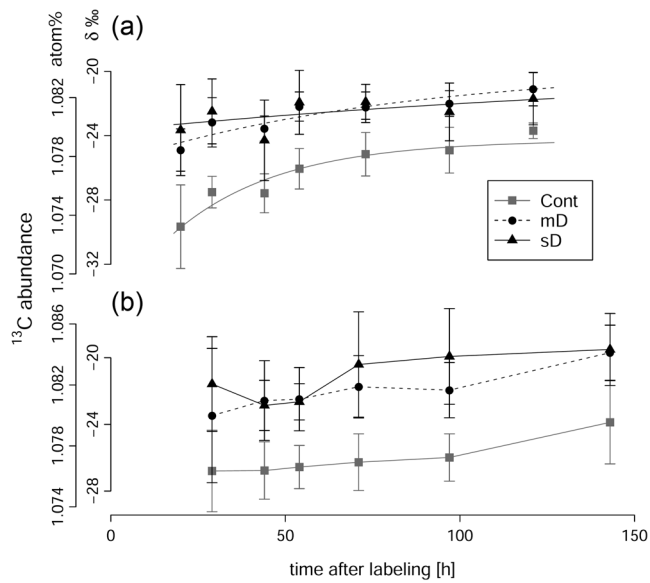 (a)
atom%
δ ‰
1.082
1.078
1.074
1.070
-20
-24
-28
-32
Cont
mD
sD
(b)
¹³C abundance
1.086
1.082
1.078
1.074
-20
-24
-28
0
50
100
150
time after labeling [h]